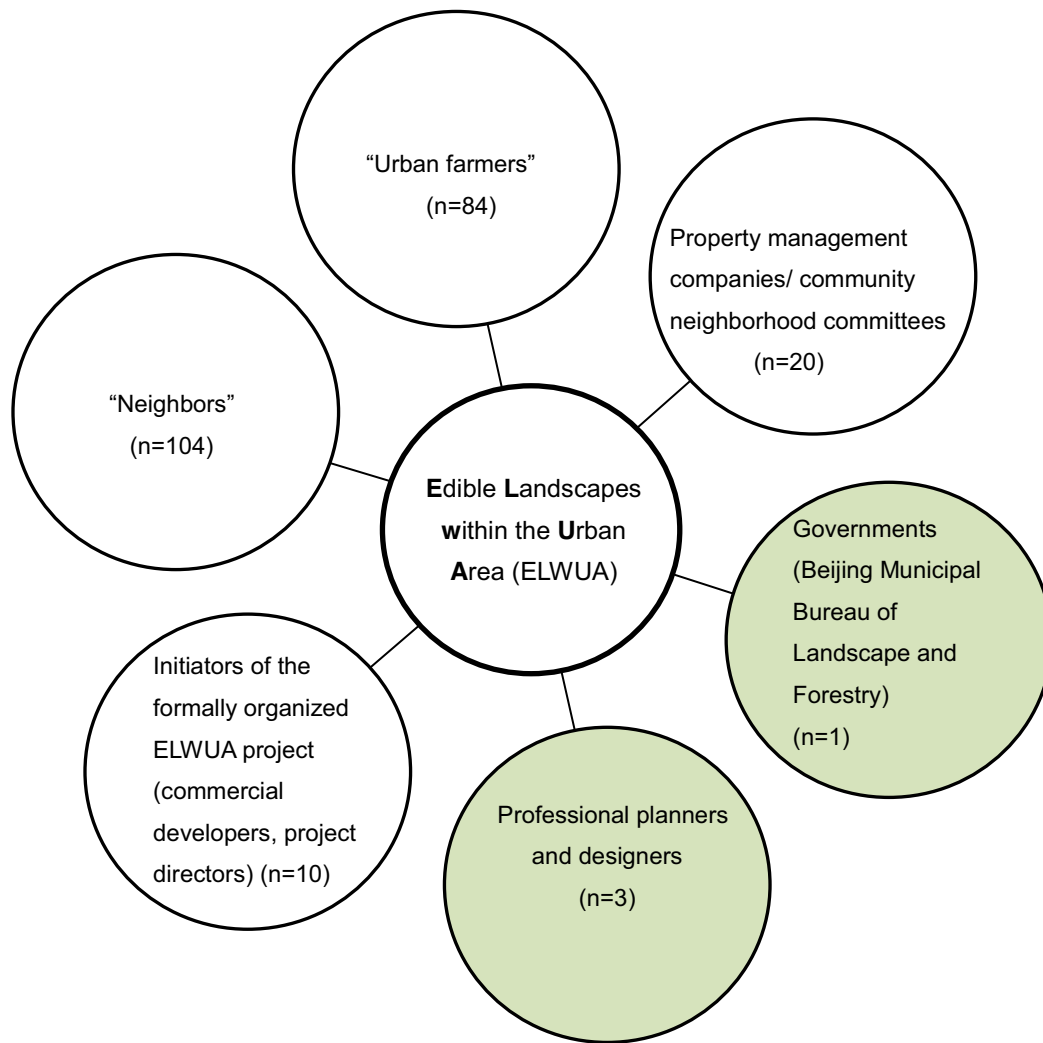 “Urban farmers”
(n=84)
Property management
companies/ community
neighborhood committees
(n=20)
“Neighbors”
(n=104)
Edible Landscapes
within the Urban
Area (ELWUA)
Governments
(Beijing Municipal
Bureau of
Landscape and
Forestry)
(n=1)
Initiators of the
formally organized
ELWUA project
(commercial
developers, project
directors) (n=10)
Professional planners
and designers
(n=3)